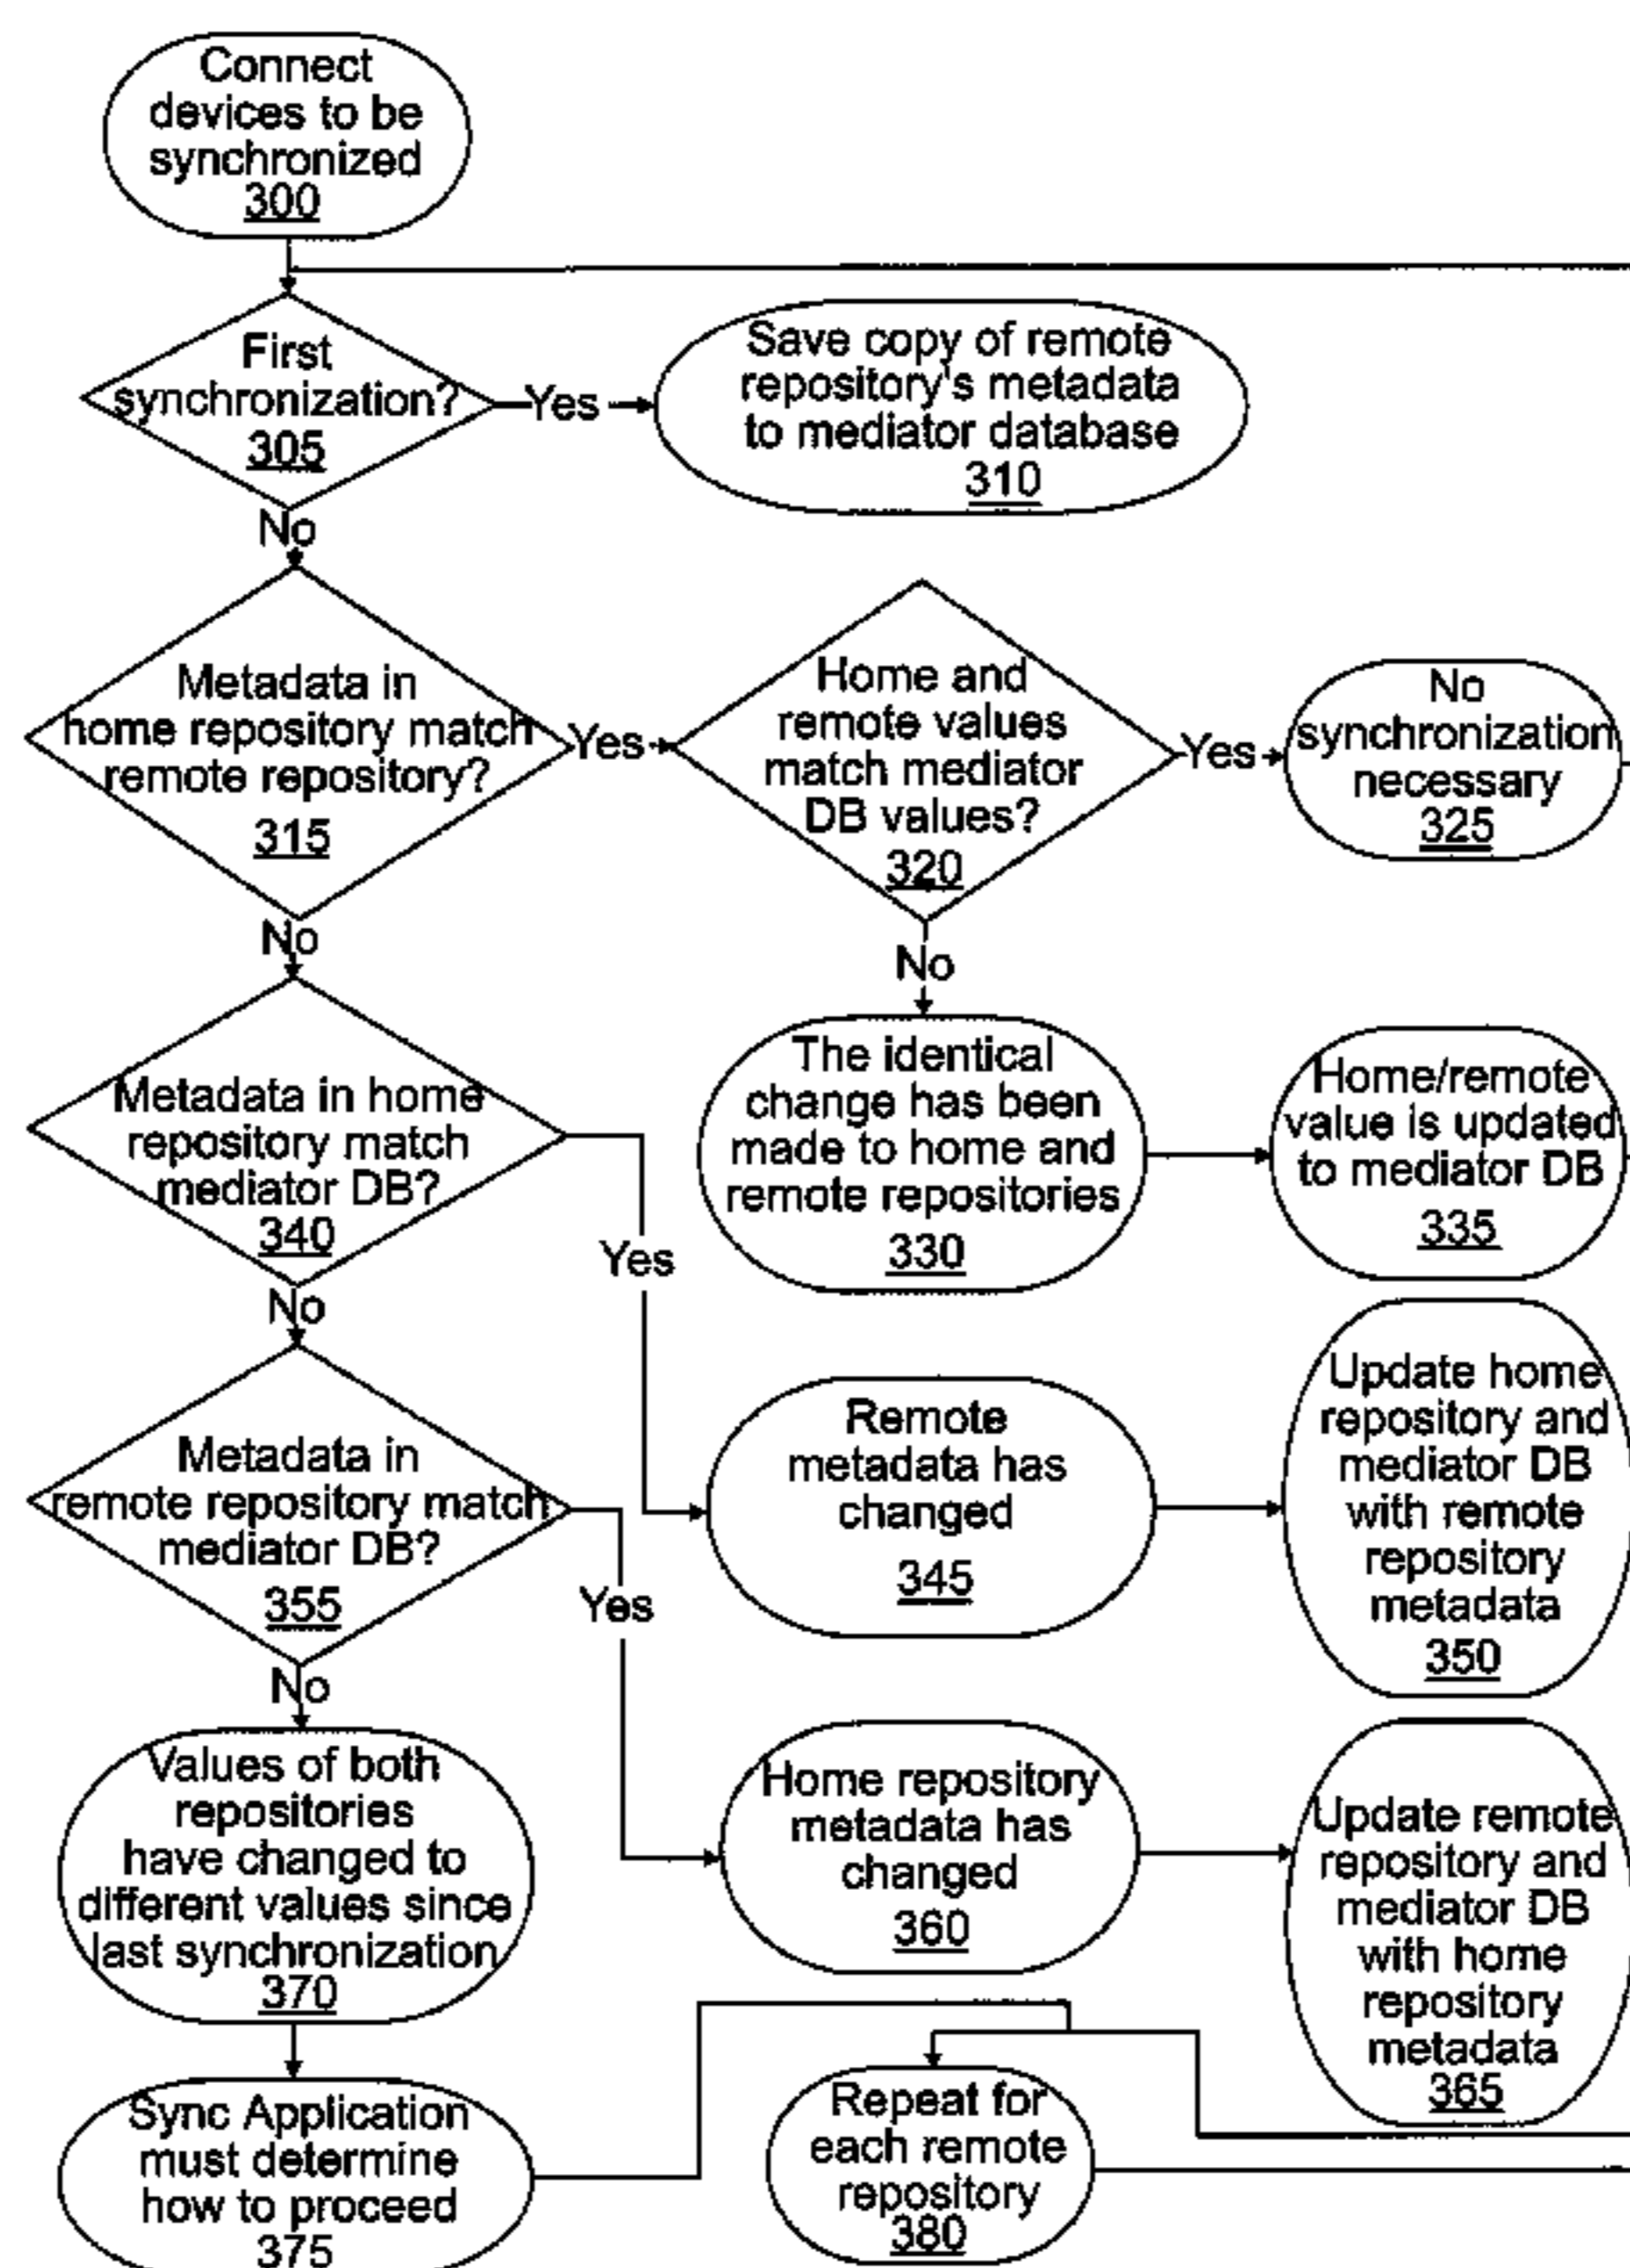 Connect
devices to be
synchronized
300
First
synchronization?
305
Yes
Save copy of remote
repository's metadata
to mediator database
310
No
Metadata in
home repository match
remote repository?
315
Yes
Home and
remote values
match mediator
DB values?
320
Yes
No
synchronization
necessary
325
No
No
The identical
change has been
made to home and
remote repositories
330
Home/remote
value is updated
to mediator DB
335
Metadata in home
repository match
mediator DB?
340
Yes
No
Remote
metadata has
changed
345
Update home
repository and
mediator DB
with remote
repository
metadata
350
Metadata in
remote repository match
mediator DB?
355
Yes
No
Home repository
metadata has
changed
360
Update remote
repository and
mediator DB
with home
repository
metadata
365
Values of both
repositories
have changed to
different values since
last synchronization
370
Sync Application
must determine
how to proceed
375
Repeat for
each remote
repository
380